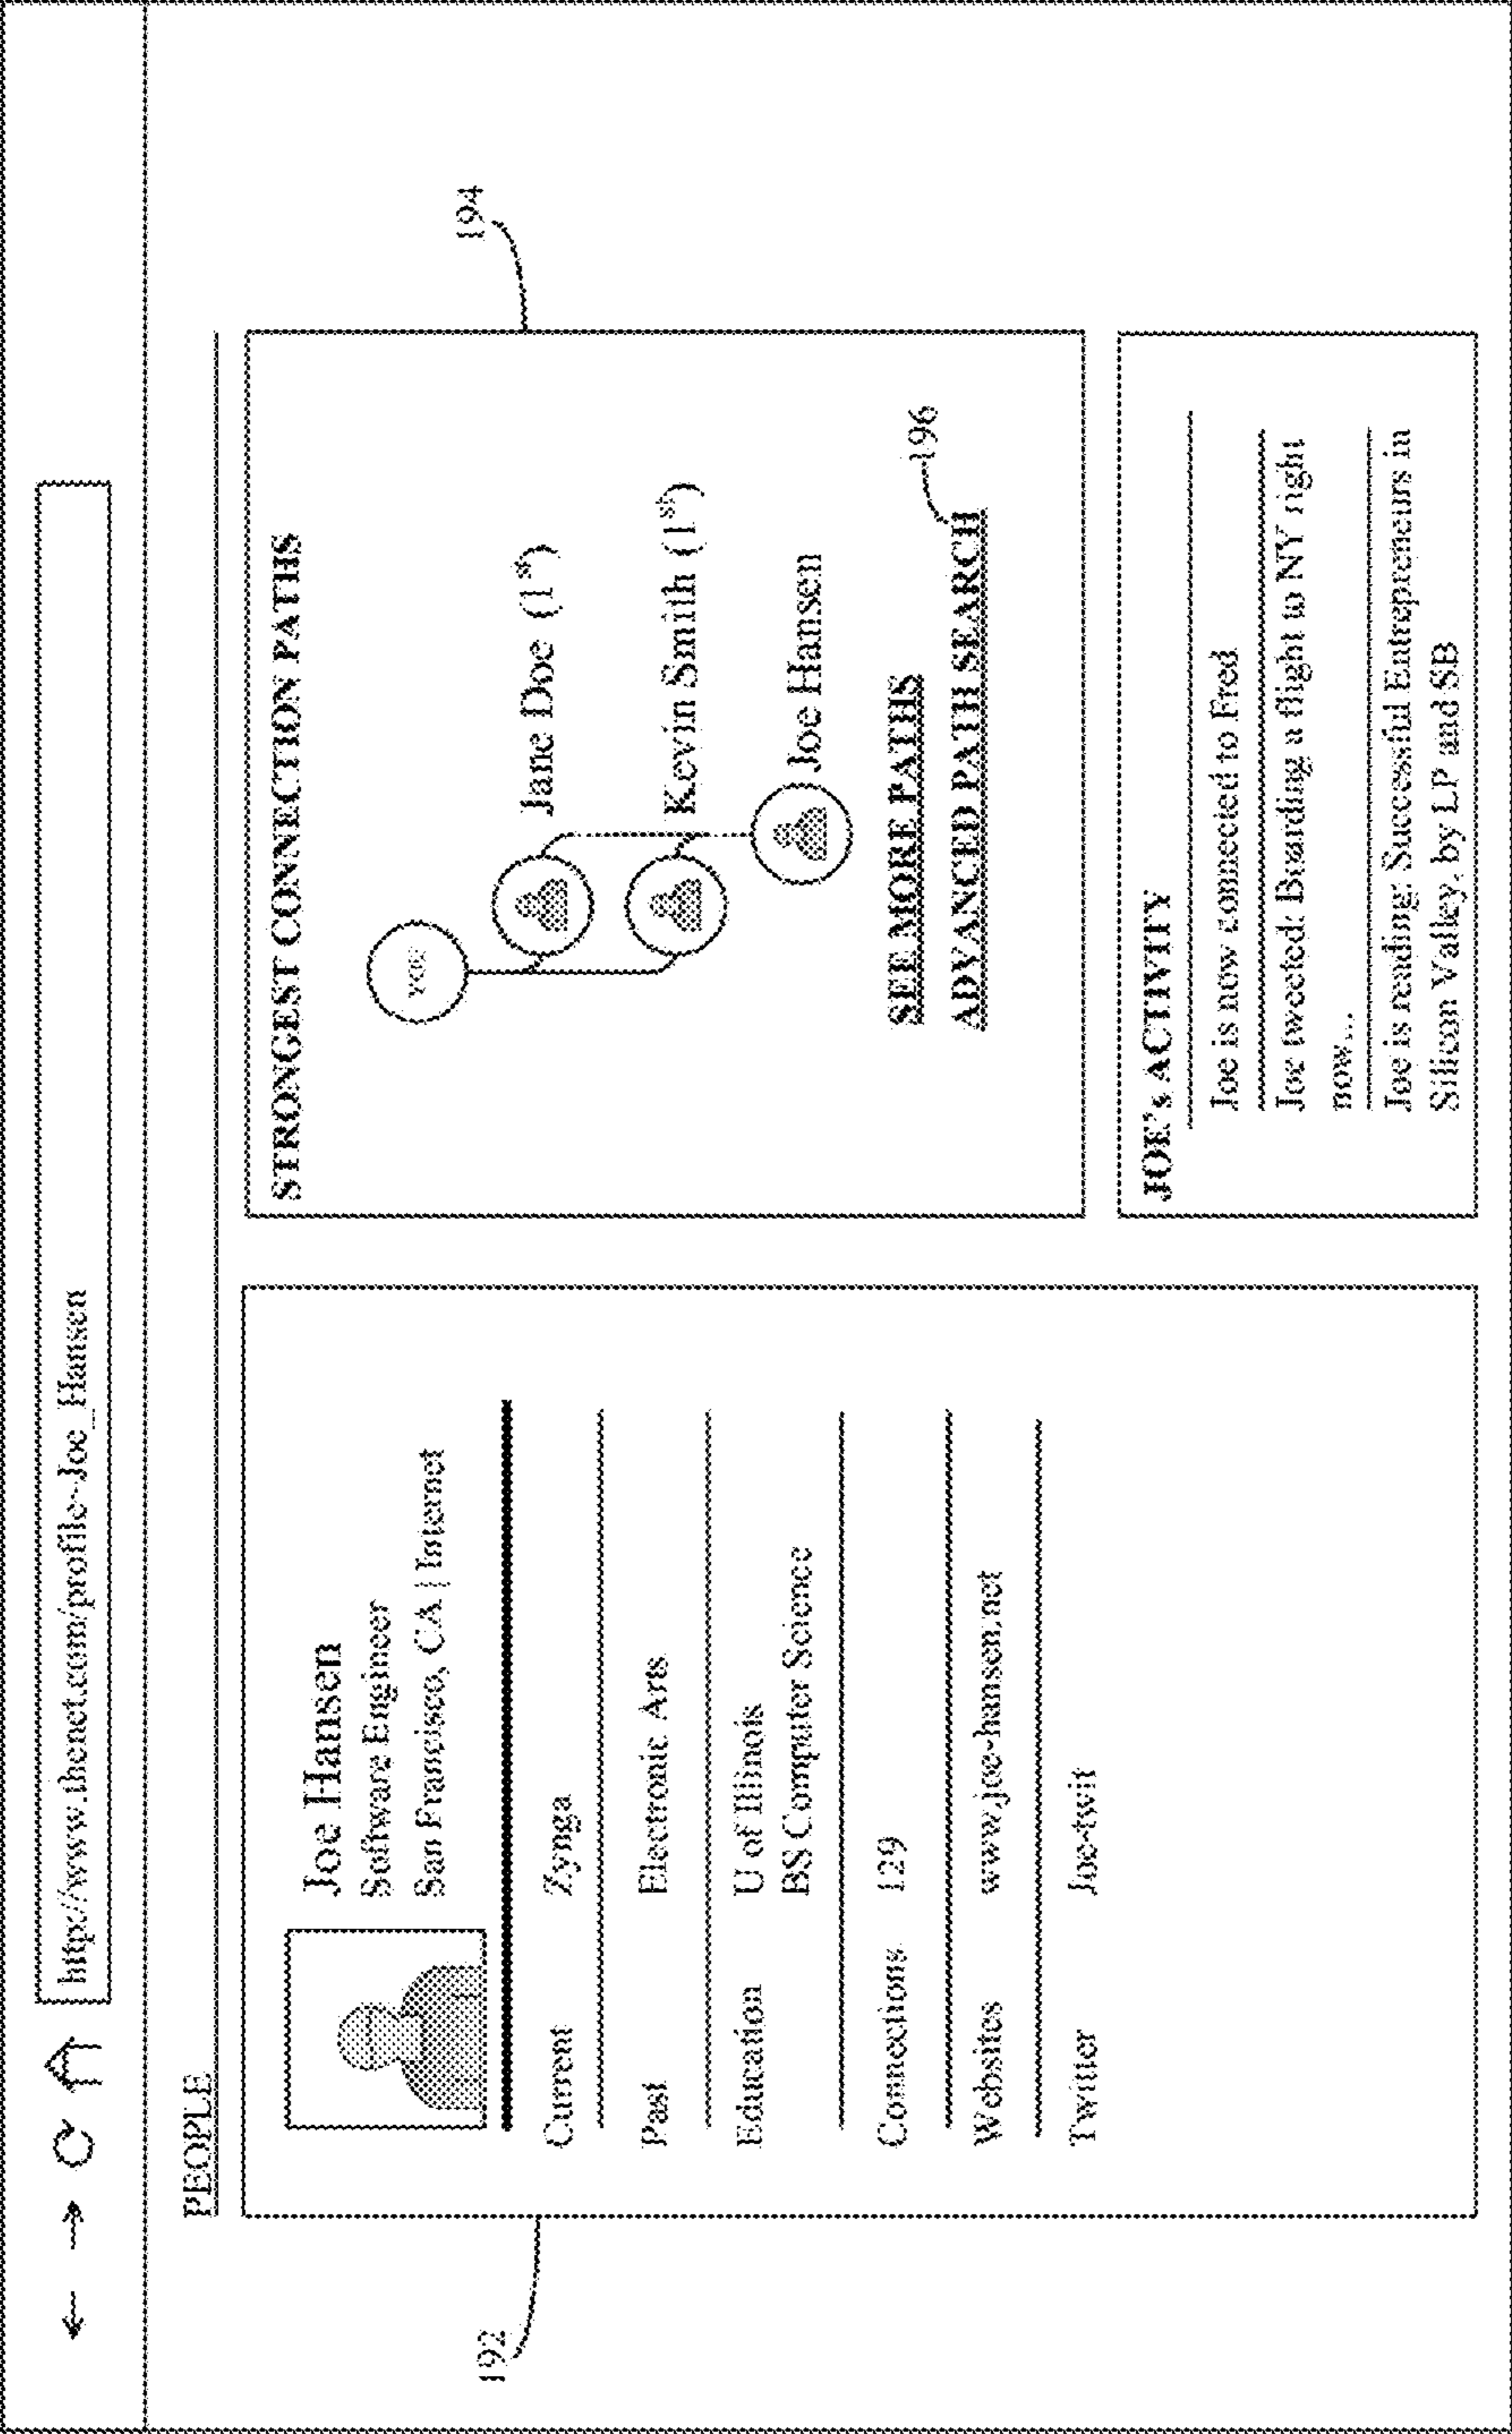 http://www.thenet.com/profile~Joe_Hansen
PEOPLE
192
Joe Hansen
Software Engineer
San Francisco, CA | Internet
Current Zynga
Past Electronic Arts
Education U of Illinois
BS Computer Science
Connections 129
Websites www.joe-hansen.net
Twitter Joe-twit
194
STRONGEST CONNECTION PATHS
YOU
Jane Doe (1st)
Kevin Smith (1st)
Joe Hansen
SEE MORE PATHS
196
ADVANCED PATH SEARCH
JOE's ACTIVITY
Joe is now connected to Fred
Joe tweeted: Boarding a flight to NY right
now...
Joe is reading: Successful Entrepreneurs in
Silicon Valley, by LP and SB